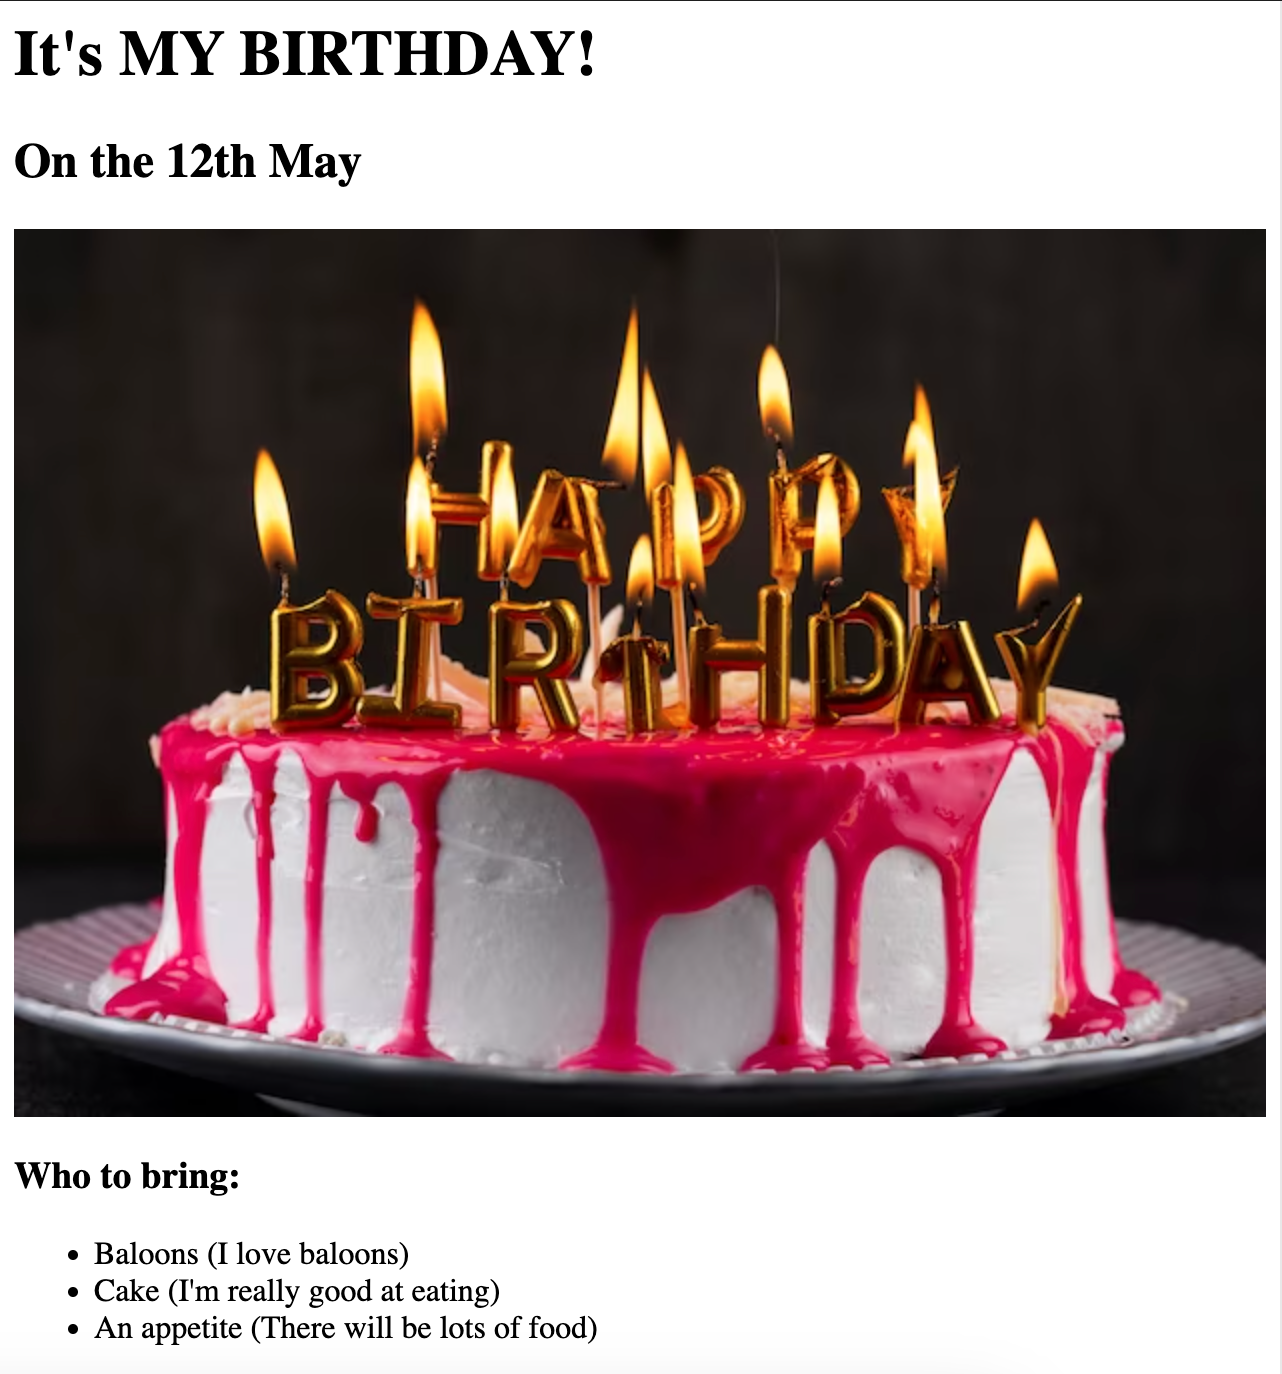 It's MY BIRTHDAY!
On the 12th May
HAPPY
BIRTHDAY
Who to bring:
Baloons (I love baloons)
Cake (I'm really good at eating)
An appetite (There will be lots of food)